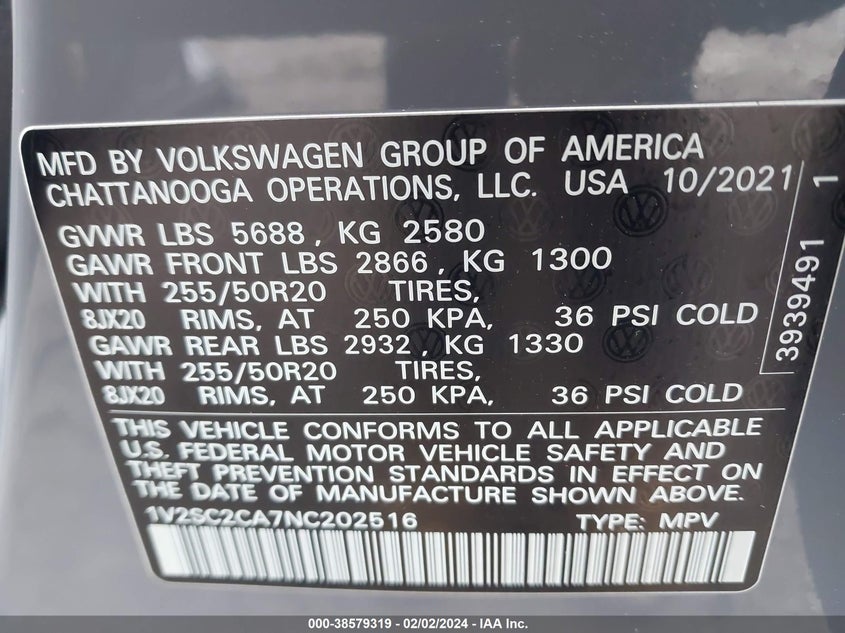 MFD BY VOLKSWAGEN GROUP OF AMERICA
CHATTANOOGA OPERATIONS, LLC. USA 10/2021
GVWR LBS 5688, KG 2580
GAWR FRONT LBS 2866, KG 1300
WITH 255/50R20 TIRES,
8JX20 RIMS, AT 250 KPA, 36 PSI COLD
GAWR REAR LBS 2932, KG 1330
WITH 255/50R20 TIRES,
8JX20 RIMS, AT 250 KPA, 36 PSI COLD
THIS VEHICLE CONFORMS TO ALL APPLICABLE
U.S. FEDERAL MOTOR VEHICLE SAFETY AND
THEFT PREVENTION STANDARDS IN EFFECT ON
THE DATE OF MANUFACTURE SHOWN ABOVE.
1V2SC2CA7NC202516 TYPE: MPV
3939491 1
000-38579319 - 02/02/2024 - IAA Inc.